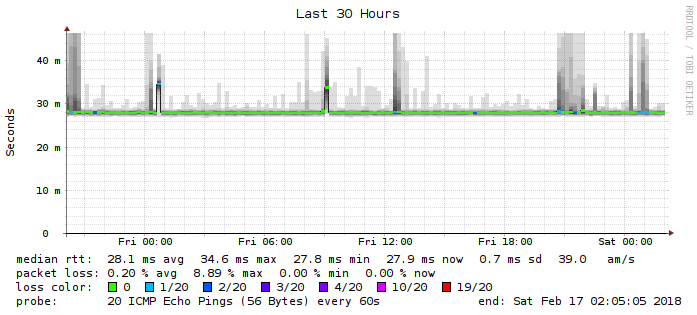 Last 30 Hours
RRDTOOL / TOBI OETIKER
Seconds
40 m
30 m
20 m
10 m
0
Fri 00:00 Fri 06:00 Fri 12:00 Fri 18:00 Sat 00:00
median rtt: 28.1 ms avg 34.6 ms max 27.8 ms min 27.9 ms now 0.7 ms sd 39.0 am/s
packet loss: 0.20 % avg 8.89 % max 0.00 % min 0.00 % now
loss color: 0 1/20 2/20 3/20 4/20 10/20 19/20
probe: 20 ICMP Echo Pings (56 Bytes) every 60s end: Sat Feb 17 02:05:05 2018